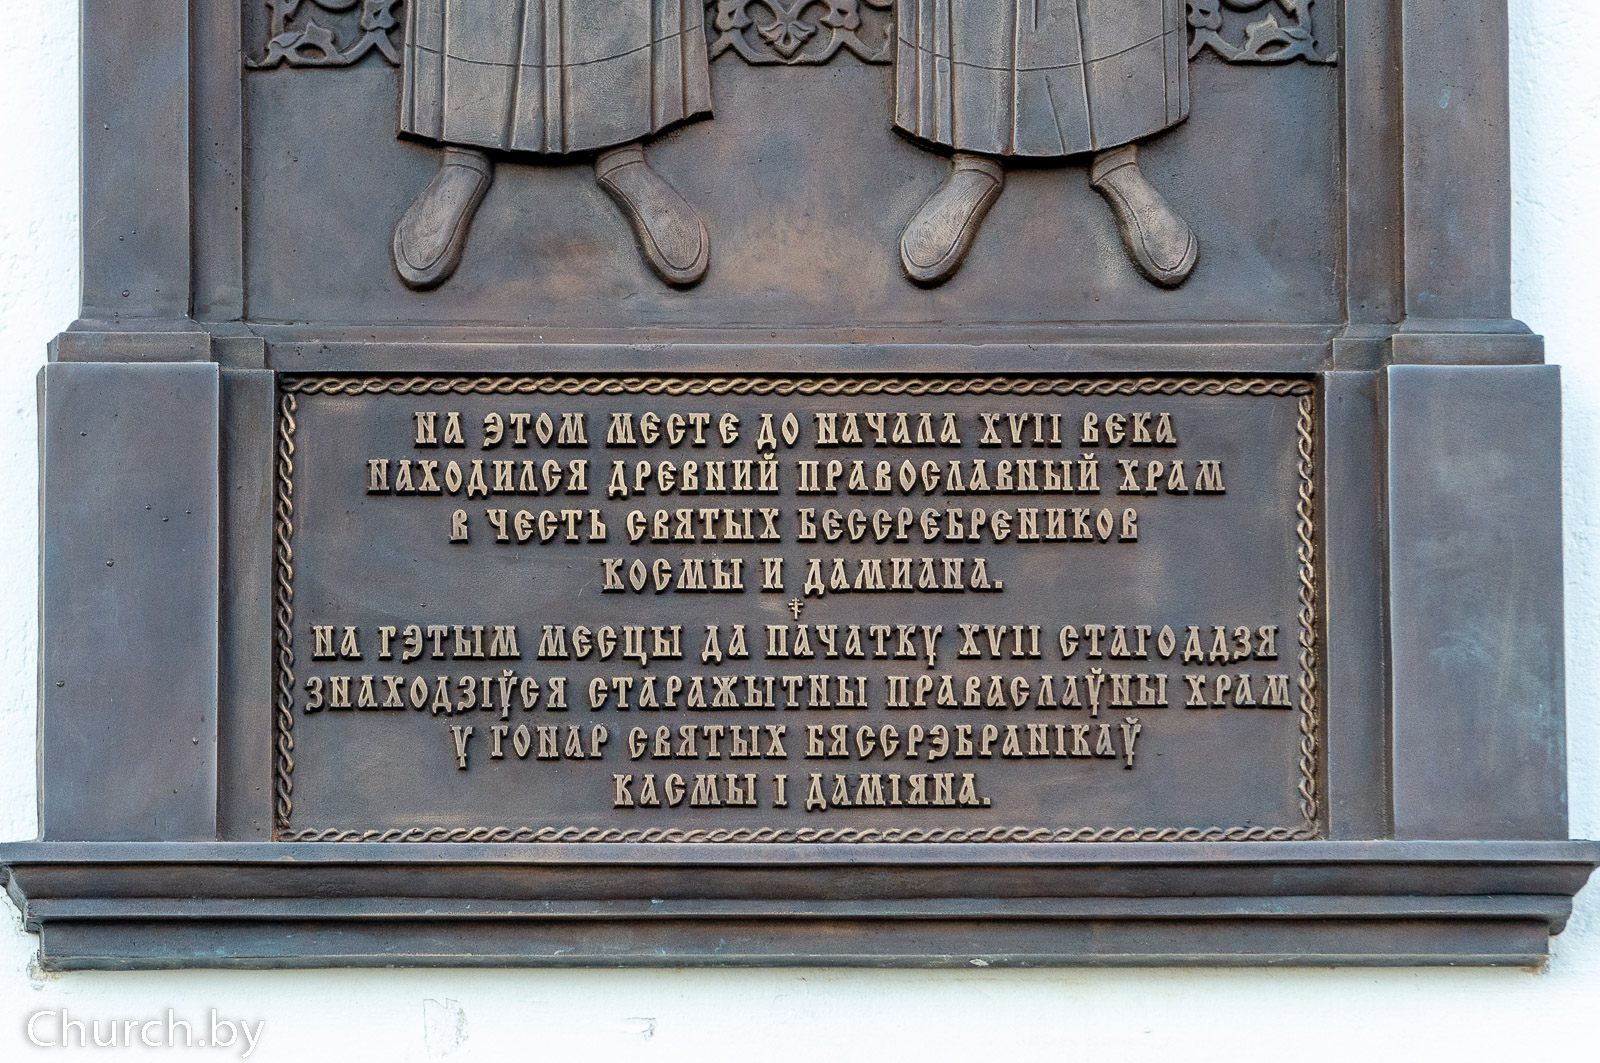 НА ЭТОМ МЕСТЕ ДО НАЧАЛА XVII ВЕКА
НАХОДИЛСЯ ДРЕВНИЙ ПРАВОСЛАВНЫЙ ХРАМ
В ЧЕСТЬ СВЯТЫХ БЕССРЕБРЕНИКОВ
КОСМЫ И ДАМИАНА.
НА ГЭТЫМ МЕСЦЫ ДА ПАЧАТКУ XVII СТАГОДДЗЯ
ЗНАХОДЗІЎСЯ СТАРАЖЫТНЫ ПРАВАСЛАЎНЫ ХРАМ
У ГОНАР СВЯТЫХ БЯССРЭБРАНІКАЎ
КАСМЫ І ДАМІЯНА.
Church.by